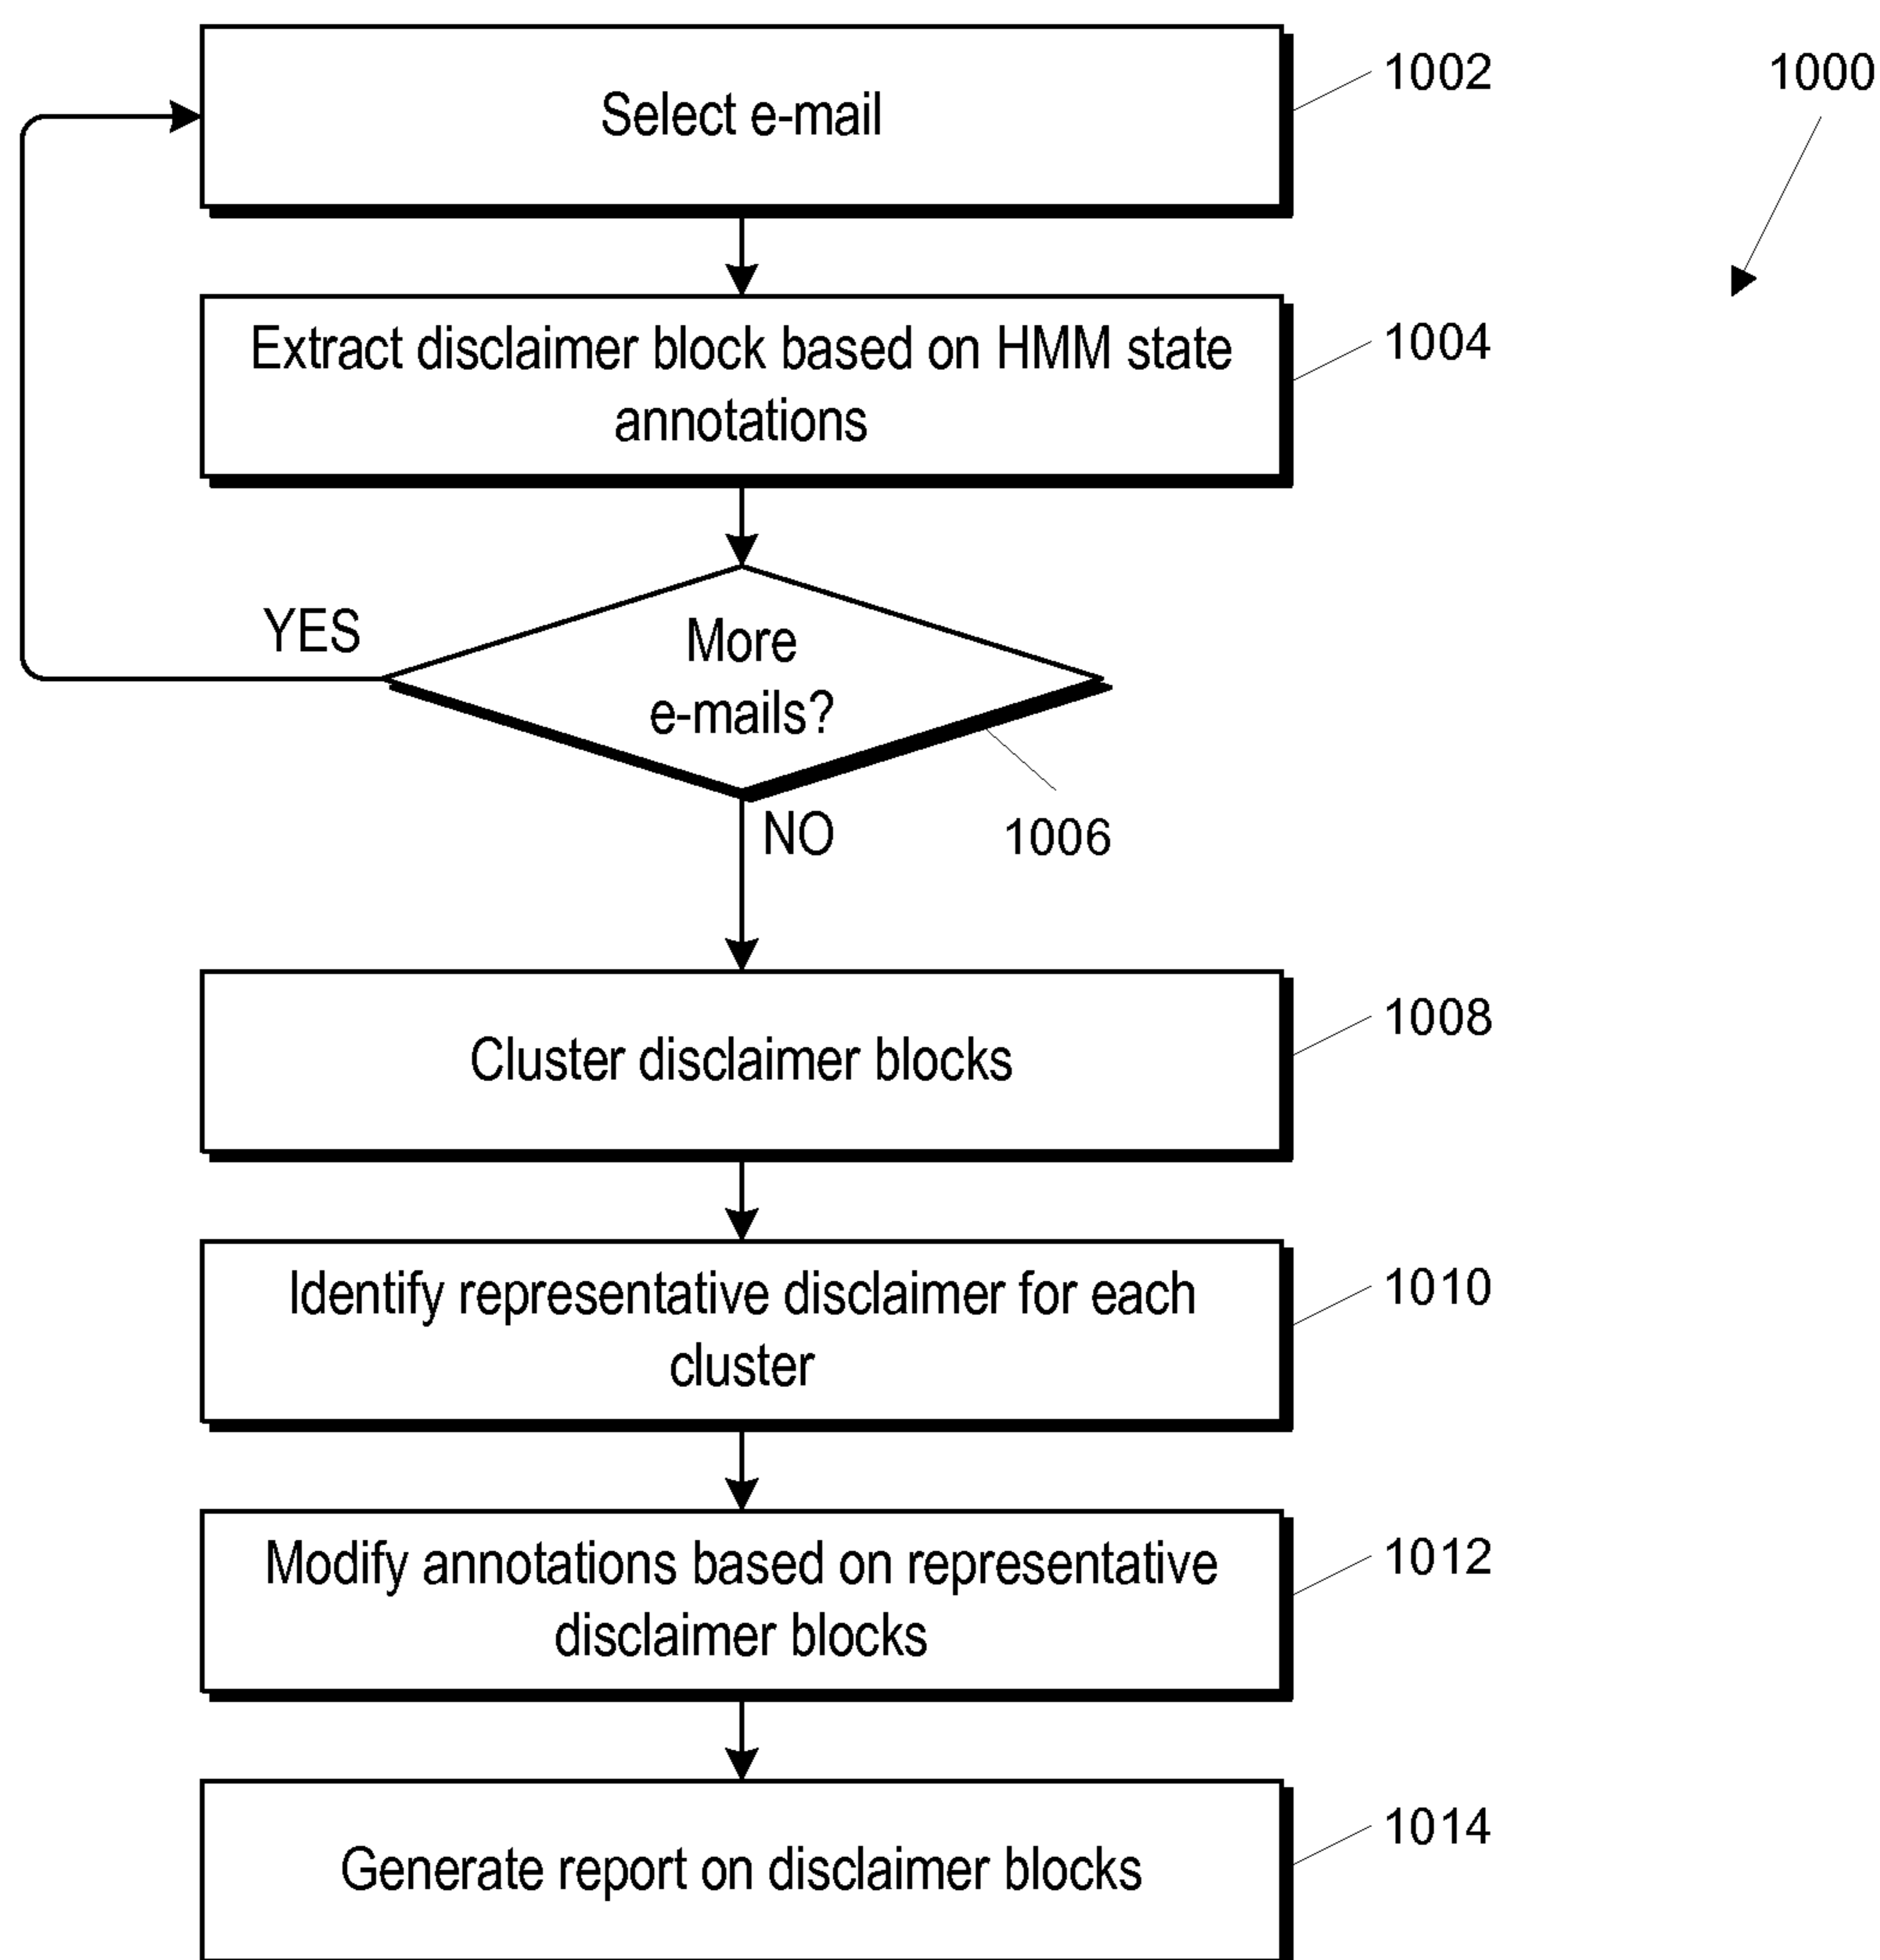 Select e-mail
1002
1000
Extract disclaimer block based on HMM state
annotations
1004
More
e-mails?
YES
NO
1006
Cluster disclaimer blocks
1008
Identify representative disclaimer for each
cluster
1010
Modify annotations based on representative
disclaimer blocks
1012
Generate report on disclaimer blocks
1014